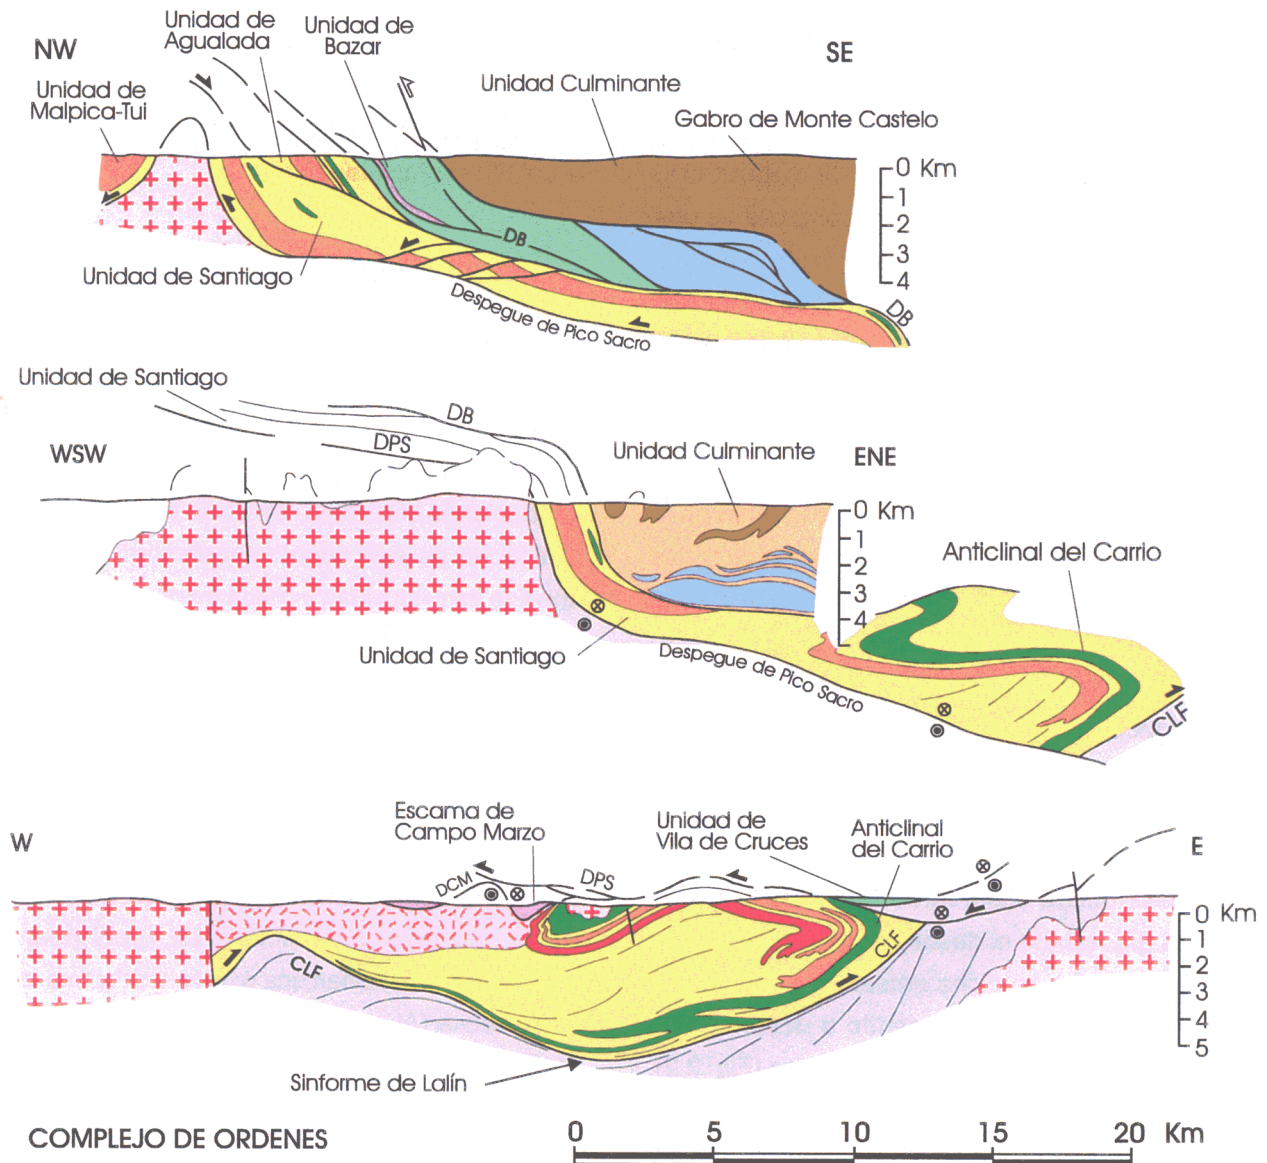 Unidad de
Agualada
Unidad de
Bazar
NW
SE
Unidad de
Malpica-Tui
Unidad Culminante
Gabro de Monte Castelo
0 Km
1
2
3
4
DB
Unidad de Santiago
Despegue de Pico Sacro
DB
Unidad de Santiago
DB
DPS
WSW
Unidad Culminante
ENE
0 Km
1
2
3
4
Anticlinal del Carrio
Unidad de Santiago
Despegue de Pico Sacro
CLF
Escama de
Campo Marzo
Unidad de
Vila de Cruces
Anticlinal
del Carrio
W
E
DCM
DPS
0 Km
1
2
3
4
5
CLF
CLF
Sinforme de Lalín
COMPLEJO DE ORDENES
0 5 10 15 20 Km